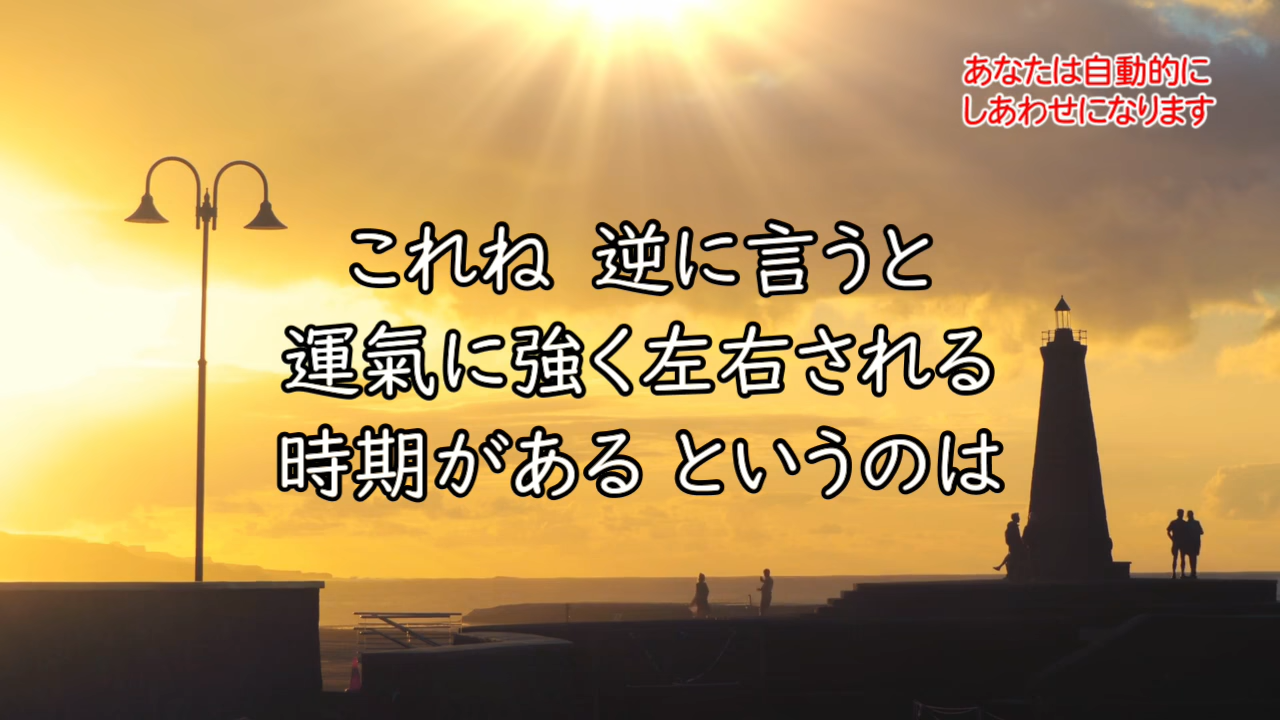 あなたは自動的に
しあわせになります
これね 逆に言うと
運氣に強く左右される
時期がある というのは